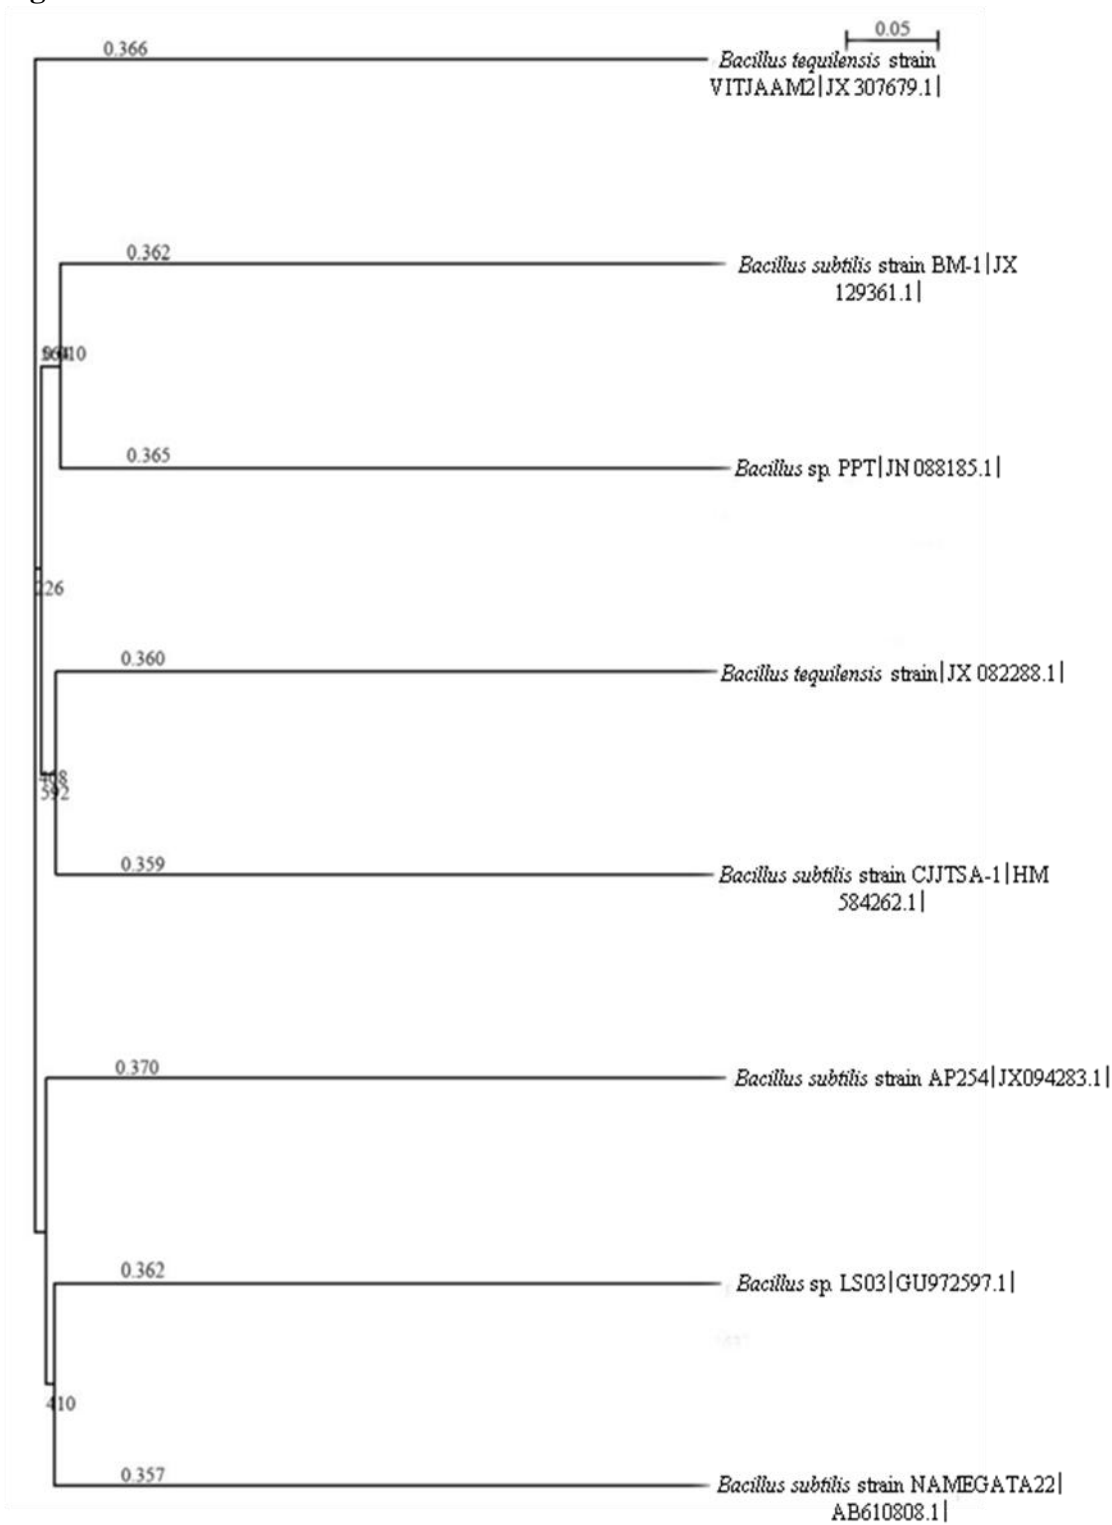 0.05
0.366
Bacillus tequilensis strain
VITJAAM2|JX 307679.1|
0.362
Bacillus subtilis strain BM-1|JX
129361.1|
0.365
Bacillus sp. PPT|JN 088185.1|
226
0.360
Bacillus tequilensis strain|JX 082288.1|
592
0.359
Bacillus subtilis strain CJJTSA-1|HM
584262.1|
0.370
Bacillus subtilis strain AP254|JX094283.1|
0.362
Bacillus sp. LS03|GU972597.1|
410
0.357
Bacillus subtilis strain NAMEGATA22|
AB610808.1|